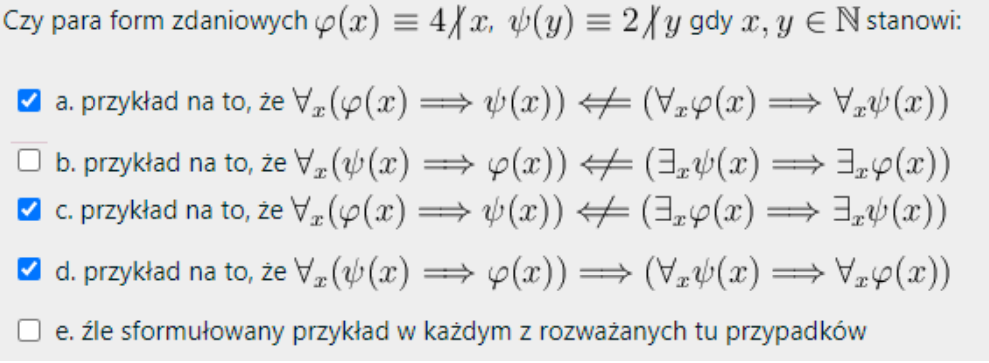 Czy para form zdaniowych φ(x) ≡ 4∤x, ψ(y) ≡ 2∤y gdy x, y ∈ ℕ stanowi:
a. przykład na to, że ∀ₓ(φ(x) ⟹ ψ(x)) ⟸̸ (∀ₓφ(x) ⟹ ∀ₓψ(x))
b. przykład na to, że ∀ₓ(ψ(x) ⟹ φ(x)) ⟸̸ (∃ₓψ(x) ⟹ ∃ₓφ(x))
c. przykład na to, że ∀ₓ(φ(x) ⟹ ψ(x)) ⟸̸ (∃ₓφ(x) ⟹ ∃ₓψ(x))
d. przykład na to, że ∀ₓ(ψ(x) ⟹ φ(x)) ⟹ (∀ₓψ(x) ⟹ ∀ₓφ(x))
e. źle sformułowany przykład w każdym z rozważanych tu przypadków